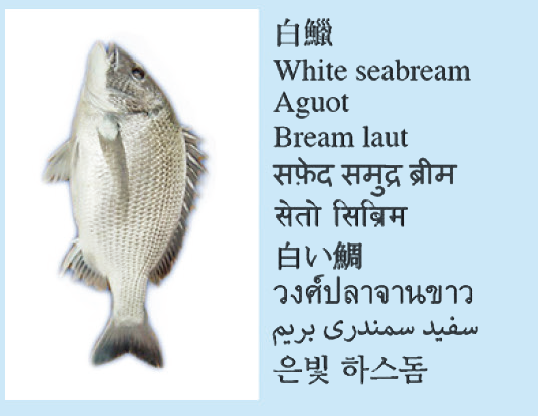 白鱲
White seabream
Aguot
Bream laut
सफ़ेद समुद्र ब्रीम
सेतो सिब्रिम
白い鯛
วงศ์ปลาจานขาว
سفید سمندری بریم
은빛 하스돔